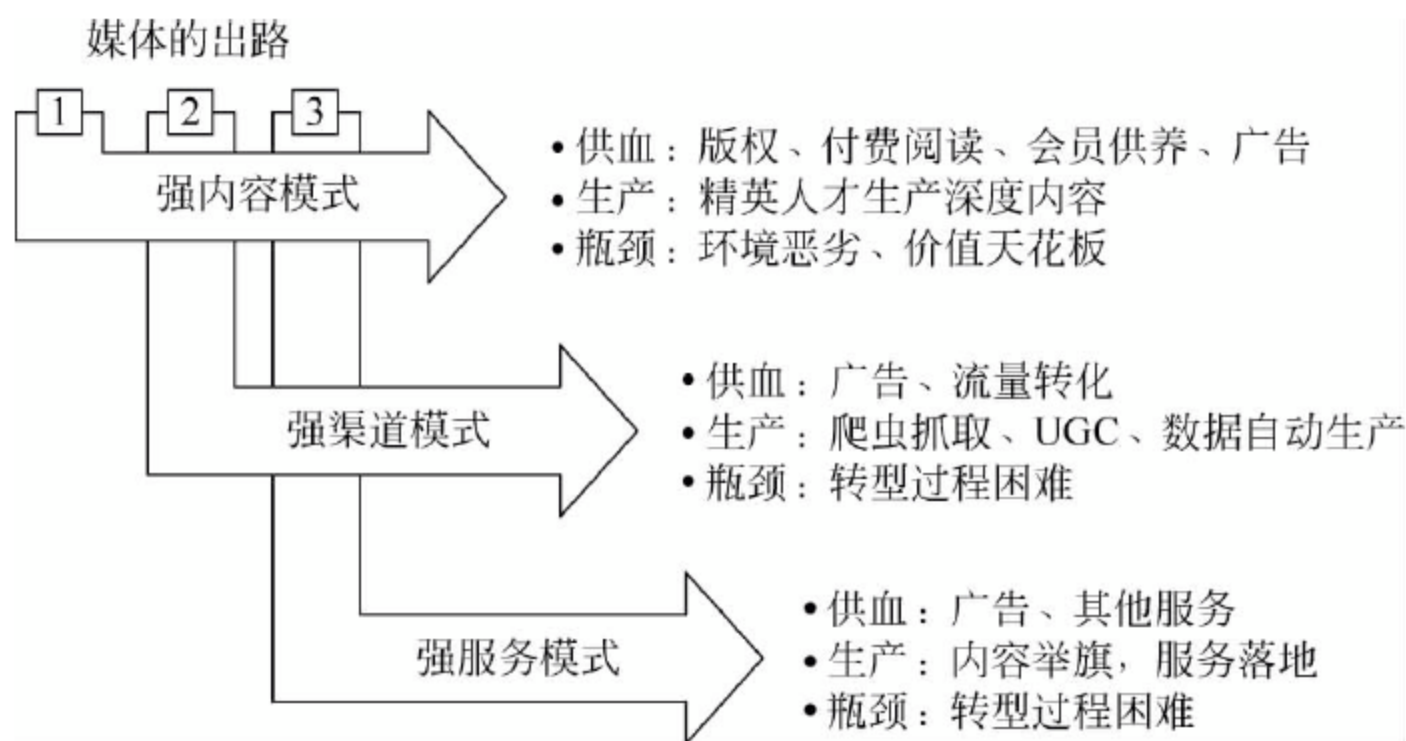 媒体的出路
1
2
3
强内容模式
•供血：版权、付费阅读、会员供养、广告
•生产：精英人才生产深度内容
•瓶颈：环境恶劣、价值天花板
强渠道模式
•供血：广告、流量转化
•生产：爬虫抓取、UGC、数据自动生产
•瓶颈：转型过程困难
强服务模式
•供血：广告、其他服务
•生产：内容举旗，服务落地
•瓶颈：转型过程困难